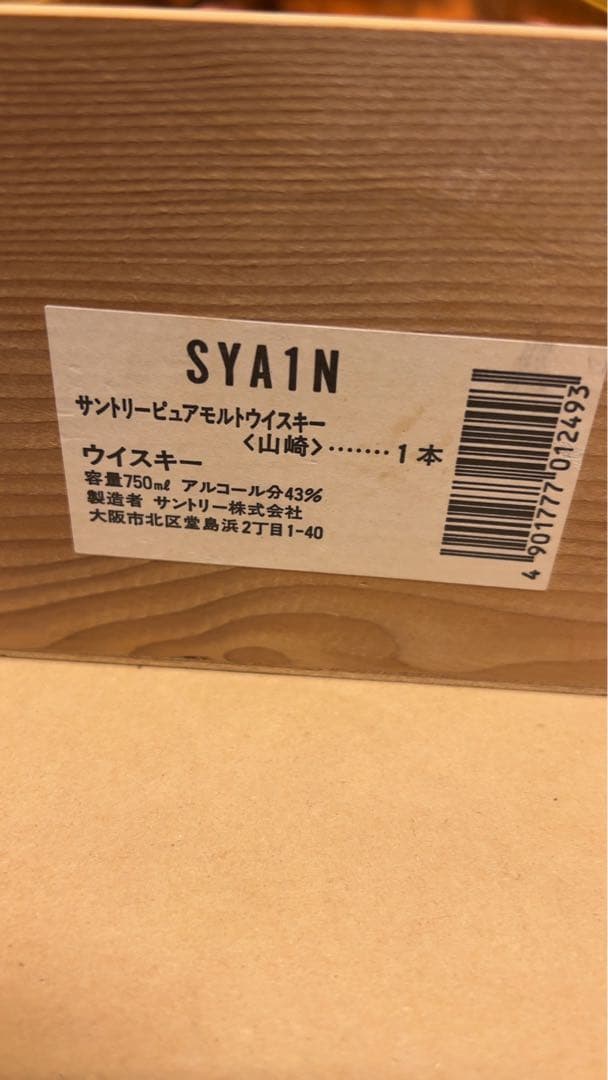 SYA1N
サントリーピュアモルトウイスキー
〈山崎〉‥‥‥‥1本
ウイスキー
容量750㎖ アルコール分43%
製造者 サントリー株式会社
大阪市北区堂島浜2丁目1-40
4 901777 012493